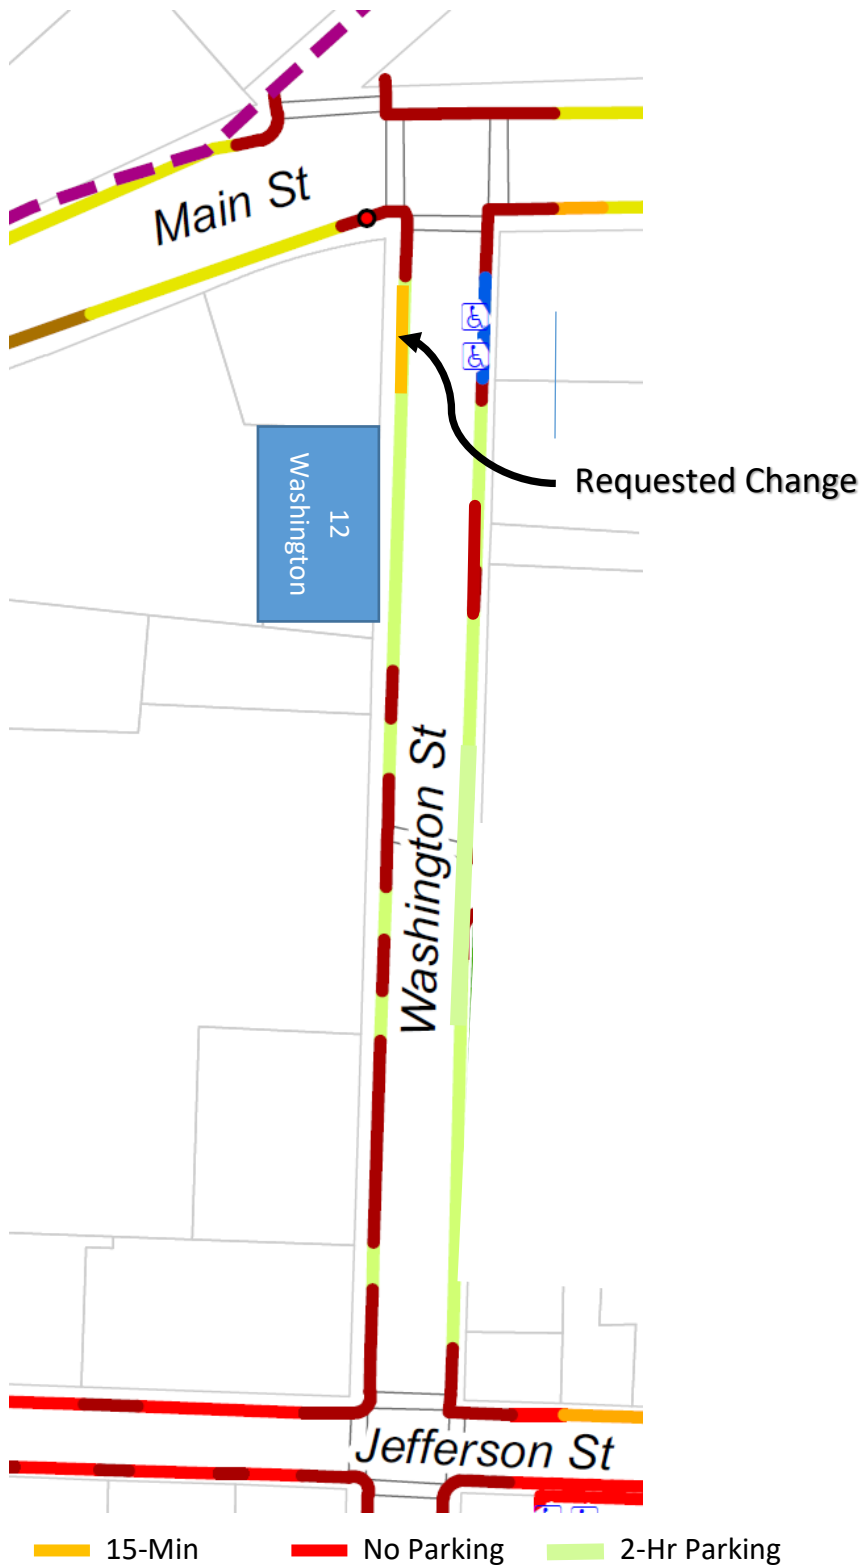 Main St
Requested Change
12
Washington
Washington St
Jefferson St
15-Min
No Parking
2-Hr Parking